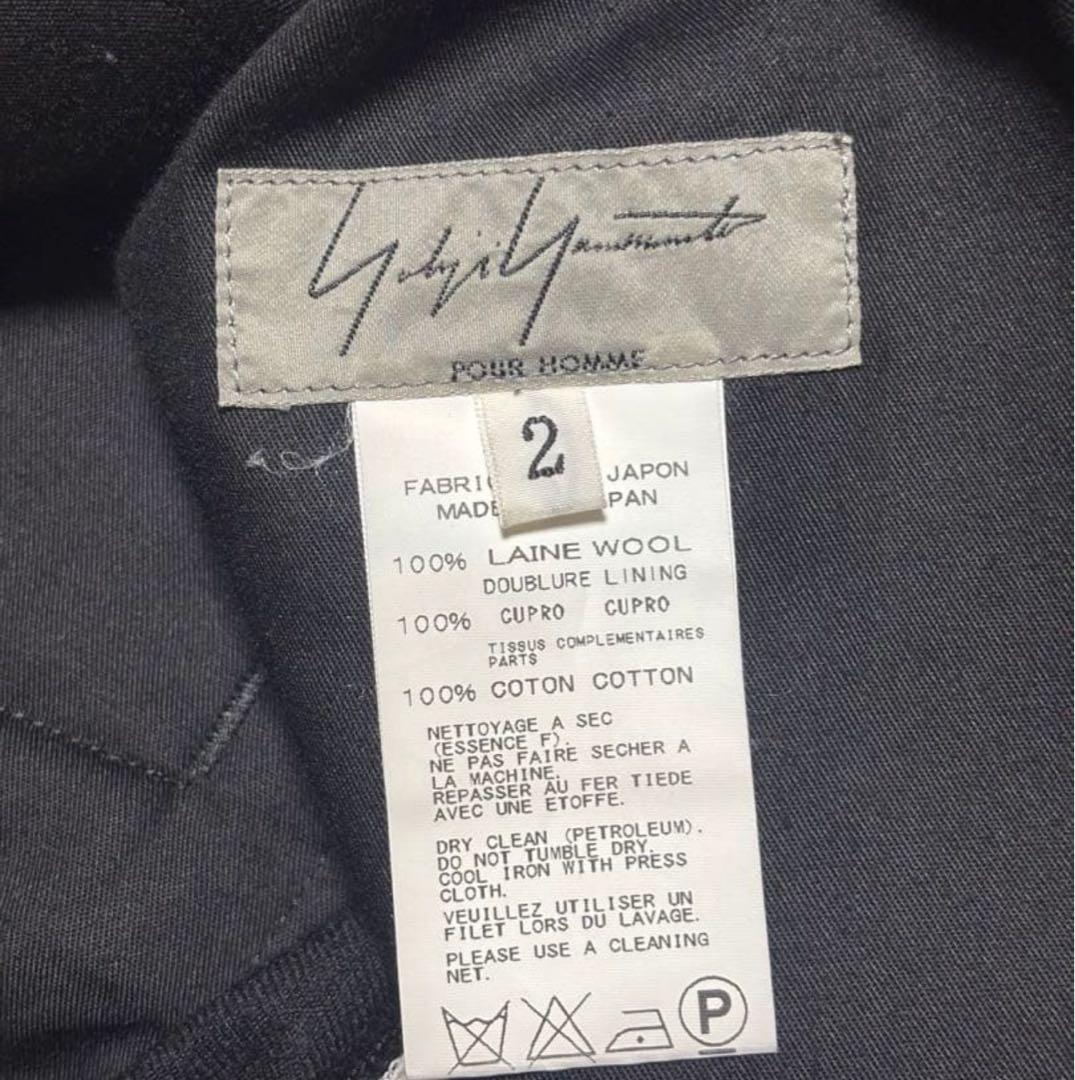 Yohji Yamamoto
POUR HOMME
2
JAPON
100% LAINE WOOL
DOUBLURE LINING
100% CUPRO CUPRO
TISSUS COMPLEMENTAIRES
PARTS
100% COTON COTTON
NETTOYAGE A SEC
(ESSENCE F).
NE PAS FAIRE SECHER A
LA MACHINE.
REPASSER AU FER TIEDE
AVEC UNE ETOFFE.
DRY CLEAN (PETROLEUM).
DO NOT TUMBLE DRY.
COOL IRON WITH PRESS
CLOTH.
VEUILLEZ UTILISER UN
FILET LORS DU LAVAGE.
PLEASE USE A CLEANING
NET.
P